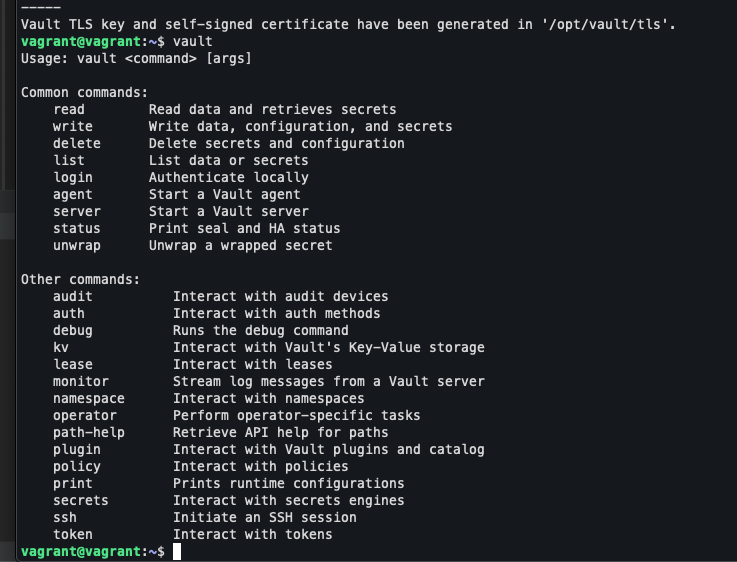 -----
Vault TLS key and self-signed certificate have been generated in '/opt/vault/tls'.
vagrant@vagrant:~$ vault
Usage: vault <command> [args]

Common commands:
    read        Read data and retrieves secrets
    write       Write data, configuration, and secrets
    delete      Delete secrets and configuration
    list        List data or secrets
    login       Authenticate locally
    agent       Start a Vault agent
    server      Start a Vault server
    status      Print seal and HA status
    unwrap      Unwrap a wrapped secret

Other commands:
    audit          Interact with audit devices
    auth           Interact with auth methods
    debug          Runs the debug command
    kv             Interact with Vault's Key-Value storage
    lease          Interact with leases
    monitor        Stream log messages from a Vault server
    namespace      Interact with namespaces
    operator       Perform operator-specific tasks
    path-help      Retrieve API help for paths
    plugin         Interact with Vault plugins and catalog
    policy         Interact with policies
    print          Prints runtime configurations
    secrets        Interact with secrets engines
    ssh            Initiate an SSH session
    token          Interact with tokens
vagrant@vagrant:~$